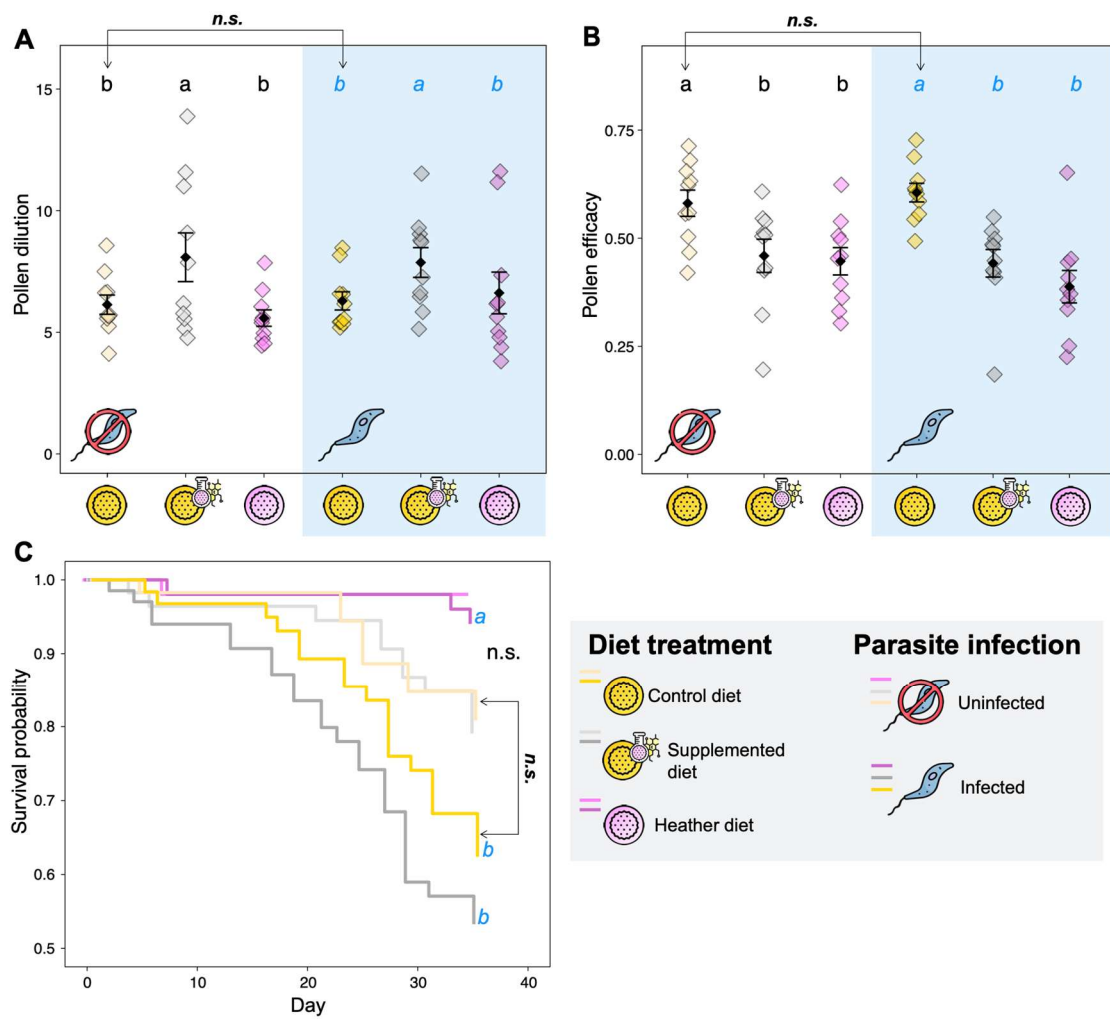 n.s.
A
b a b b a b
15
10
5
0
Pollen dilution
n.s.
B
a b b a b b
0.75
0.50
0.25
0.00
Pollen efficacy
C
1.0
0.9
0.8
0.7
0.6
0.5
Survival probability
a
n.s.
n.s.
b
b
0 10 20 30 40
Day
Diet treatment
Control diet
Supplemented
diet
Heather diet
Parasite infection
Uninfected
Infected